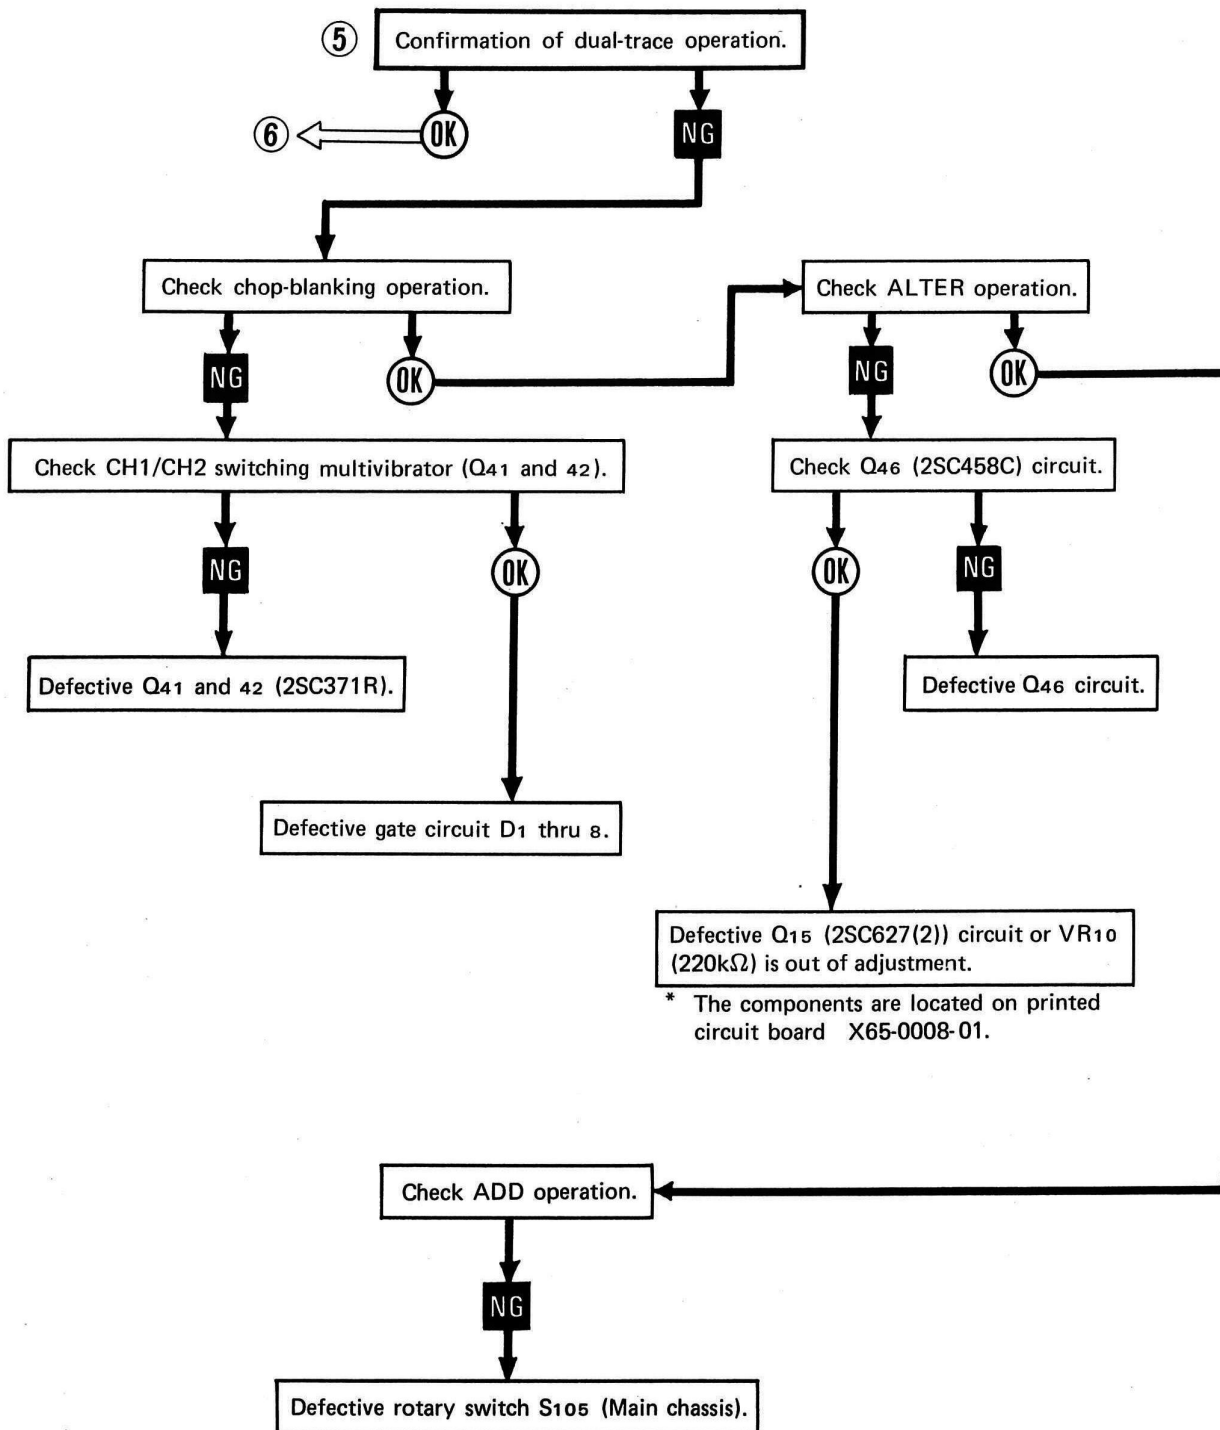 ⑤ Confirmation of dual-trace operation.
⑥ OK NG
Check chop-blanking operation.
Check ALTER operation.
NG OK NG OK
Check CH1/CH2 switching multivibrator (Q41 and 42).
Check Q46 (2SC458C) circuit.
NG OK OK NG
Defective Q41 and 42 (2SC371R).
Defective Q46 circuit.
Defective gate circuit D1 thru 8.
Defective Q15 (2SC627(2)) circuit or VR10
(220kΩ) is out of adjustment.
* The components are located on printed
circuit board X65-0008-01.
Check ADD operation.
NG
Defective rotary switch S105 (Main chassis).